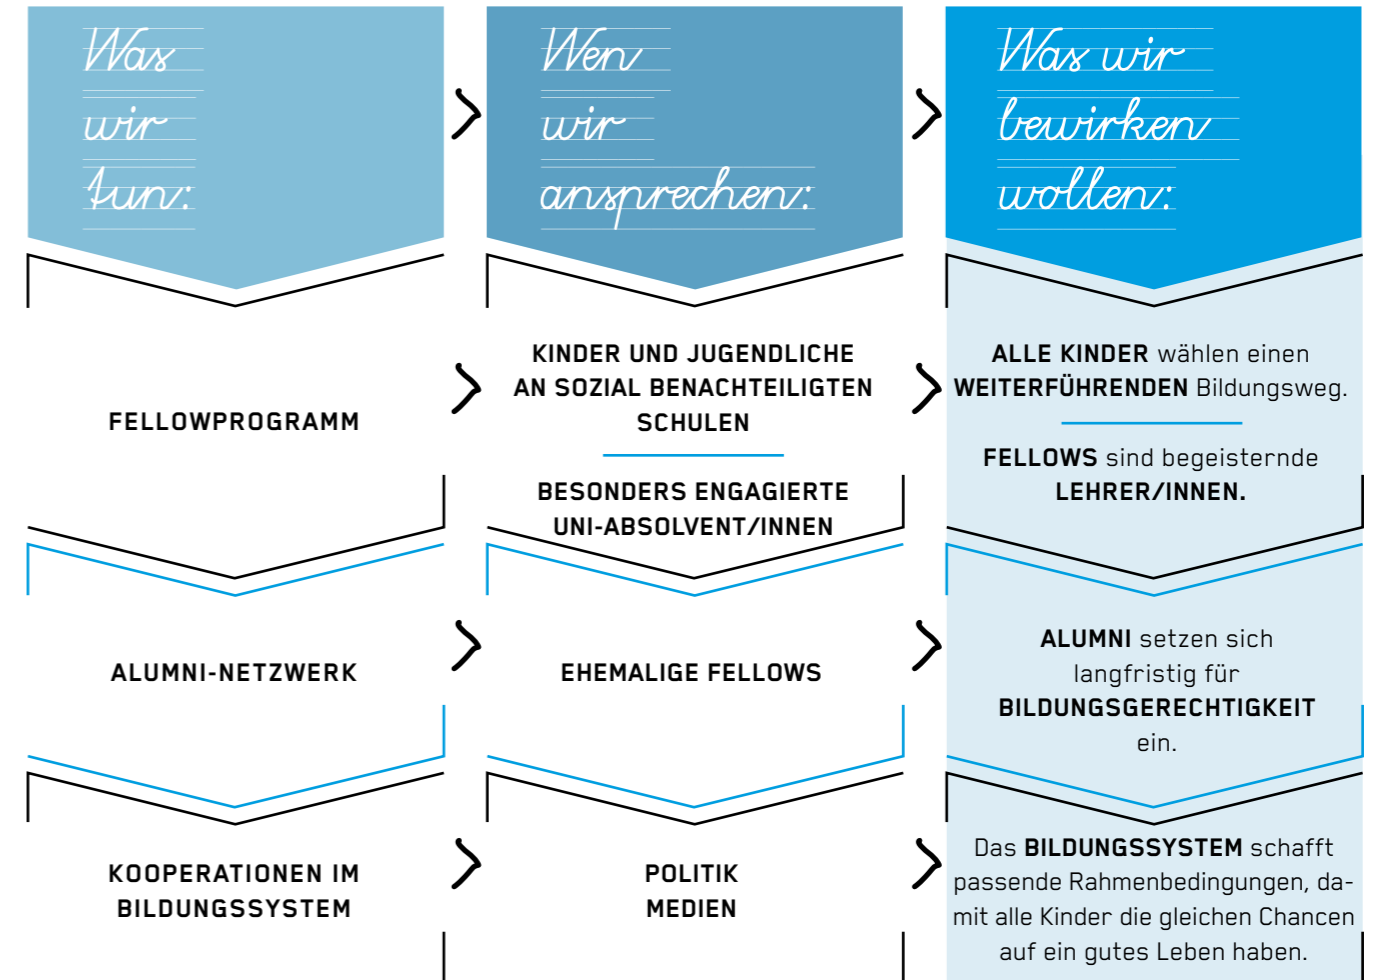 Was
wir
tun:
Wen
wir
ansprechen:
Was wir
bewirken
wollen:
FELLOWPROGRAMM
KINDER UND JUGENDLICHE
AN SOZIAL BENACHTEILIGTEN
SCHULEN
BESONDERS ENGAGIERTE
UNI-ABSOLVENT/INNEN
ALLE KINDER wählen einen
WEITERFÜHRENDEN Bildungsweg.
FELLOWS sind begeisternde
LEHRER/INNEN.
ALUMNI-NETZWERK
EHEMALIGE FELLOWS
ALUMNI setzen sich
langfristig für
BILDUNGSGERECHTIGKEIT
ein.
KOOPERATIONEN IM
BILDUNGSSYSTEM
POLITIK
MEDIEN
Das BILDUNGSSYSTEM schafft
passende Rahmenbedingungen, da-
mit alle Kinder die gleichen Chancen
auf ein gutes Leben haben.